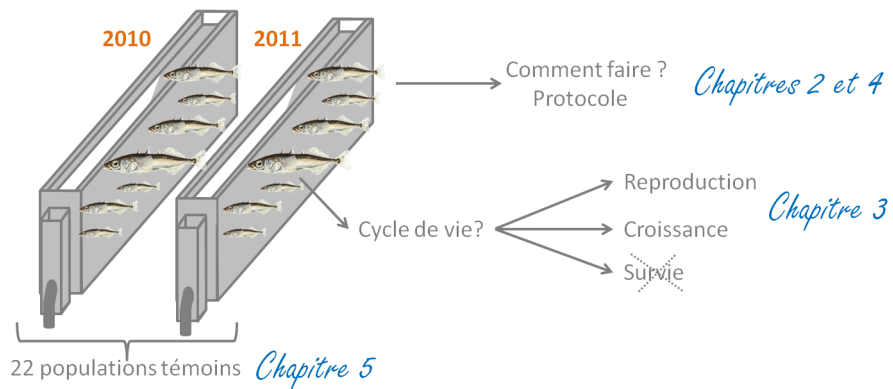 2010
2011
Comment faire ?
Protocole
Chapitres 2 et 4
Reproduction
Chapitre 3
Cycle de vie?
Croissance
Survie
22 populations témoins
Chapitre 5